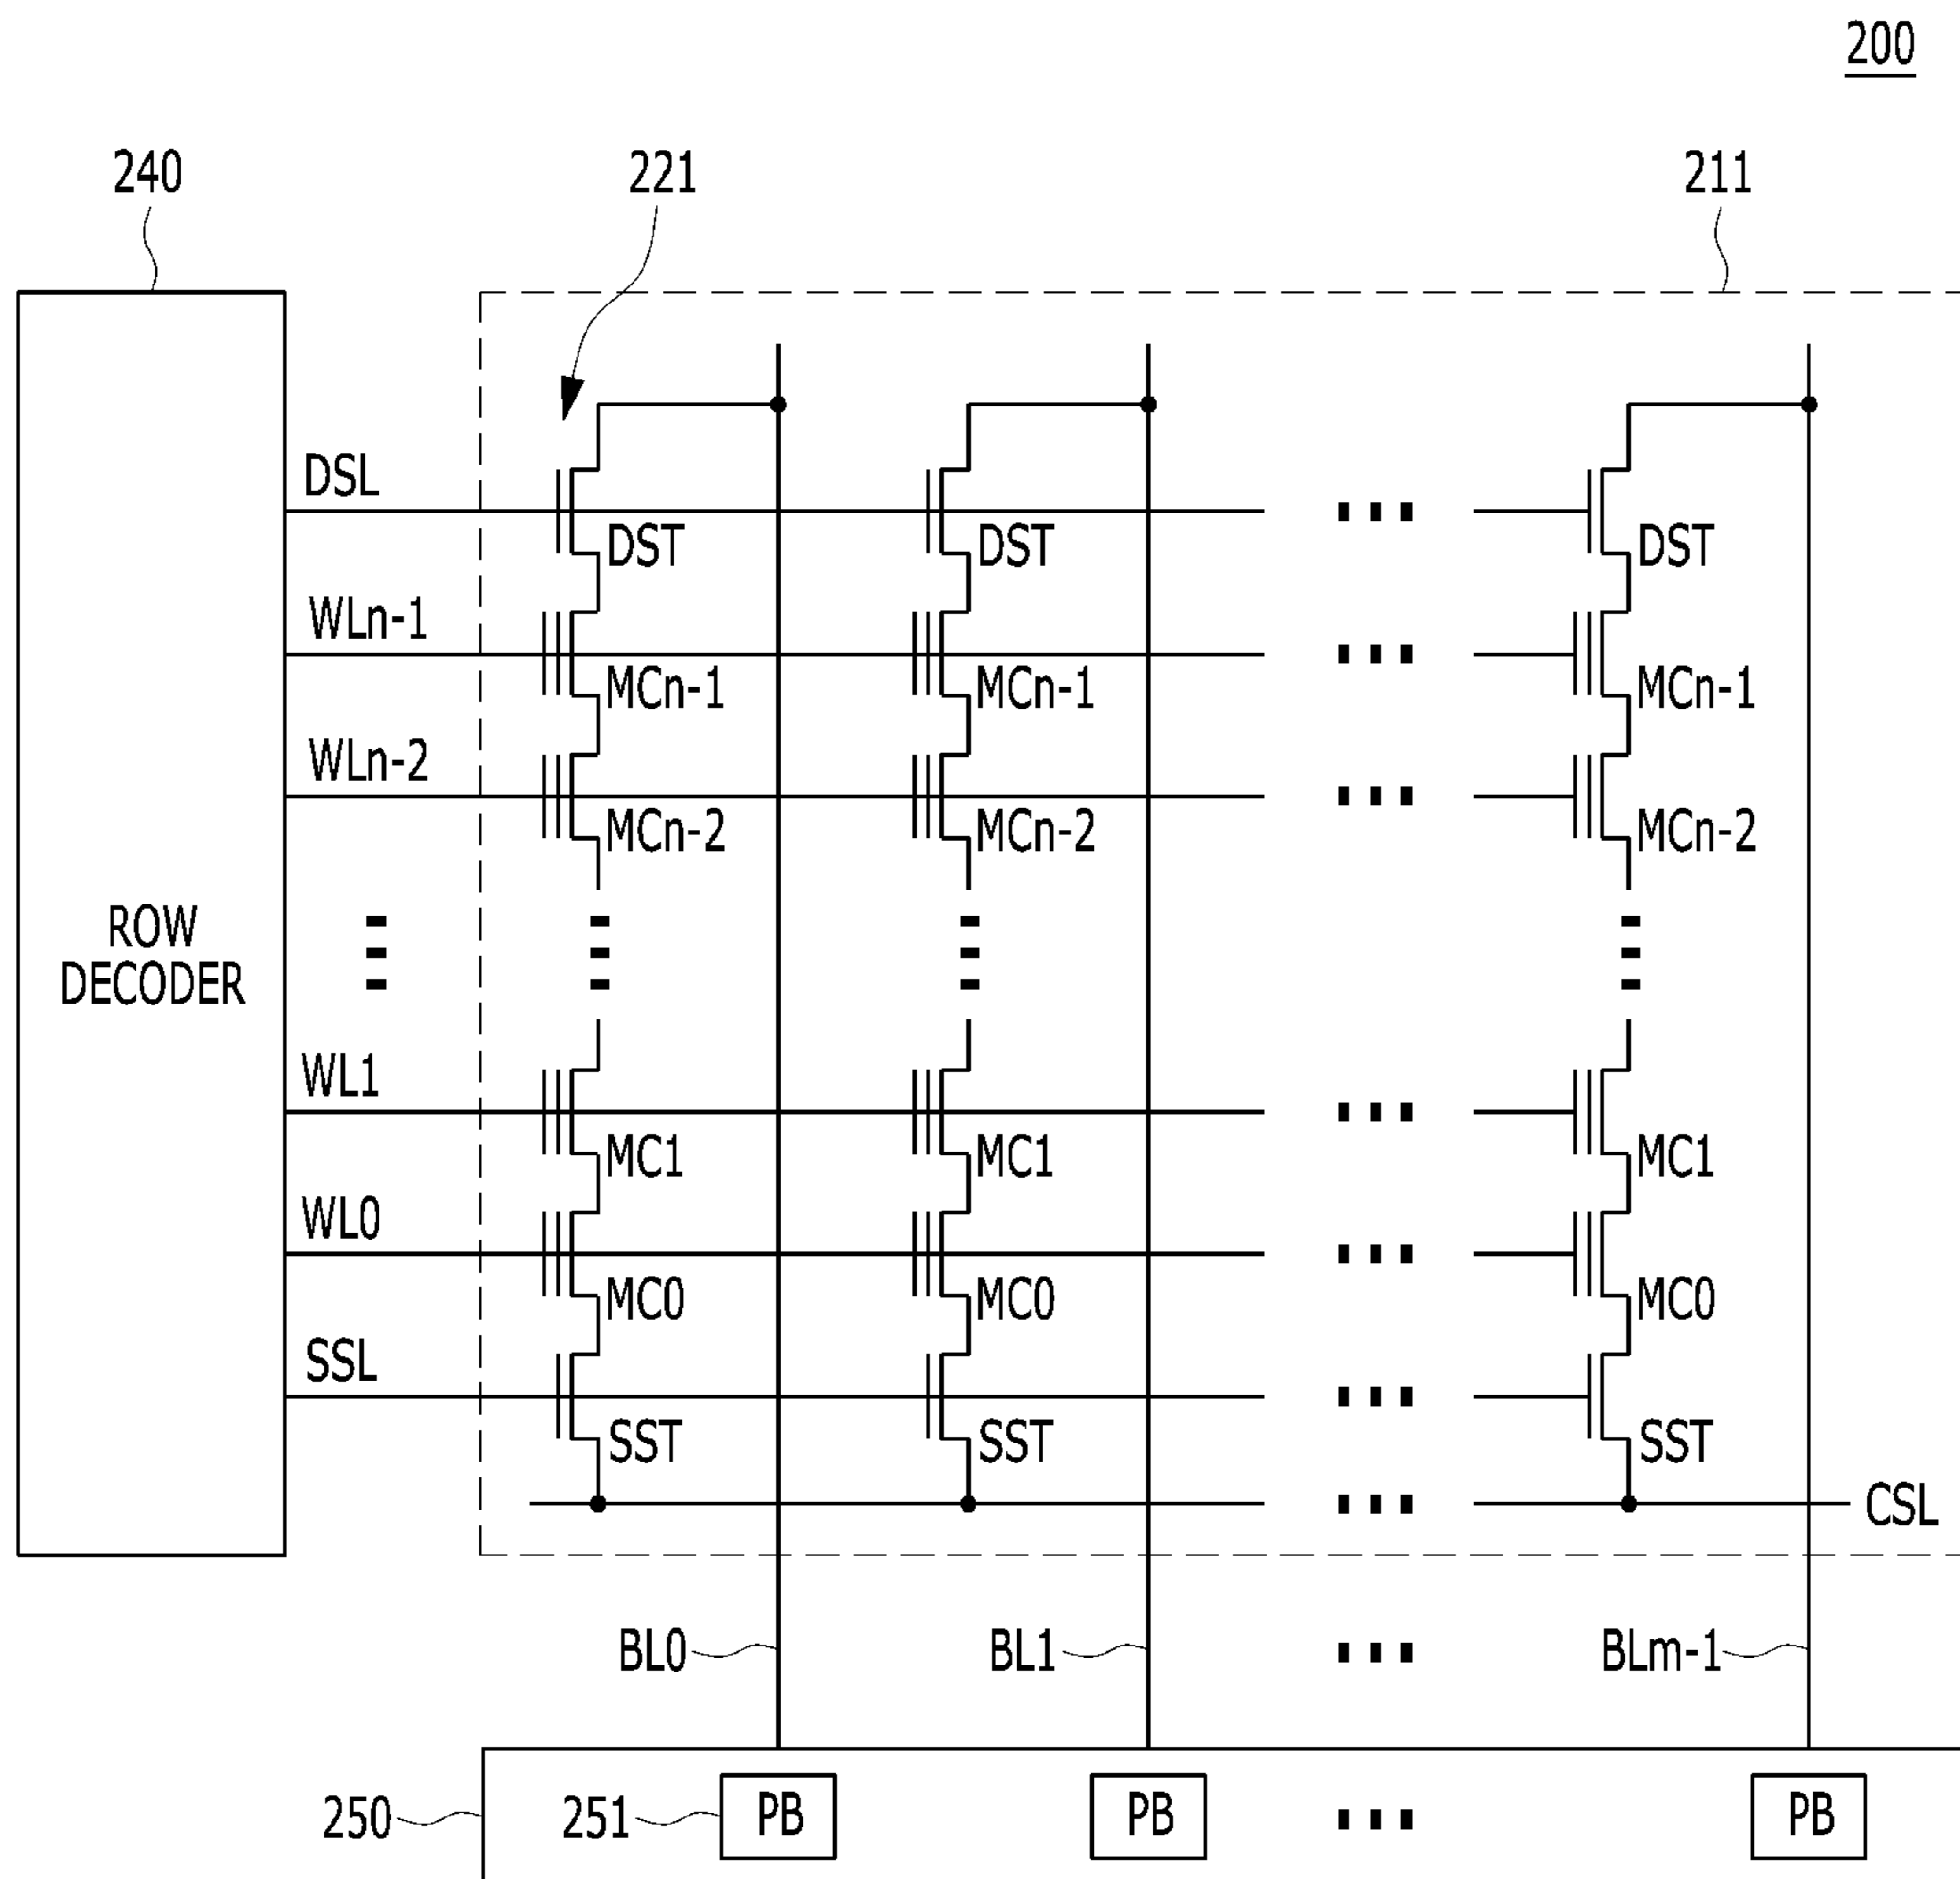 200
240 221 211
DSL
DST DST DST
WLn-1
MCn-1 MCn-1 MCn-1
WLn-2
MCn-2 MCn-2 MCn-2
ROW
DECODER
WL1
MC1 MC1 MC1
WL0
MC0 MC0 MC0
SSL
SST SST SST
CSL
BL0 BL1 BLm-1
250 251 PB PB PB